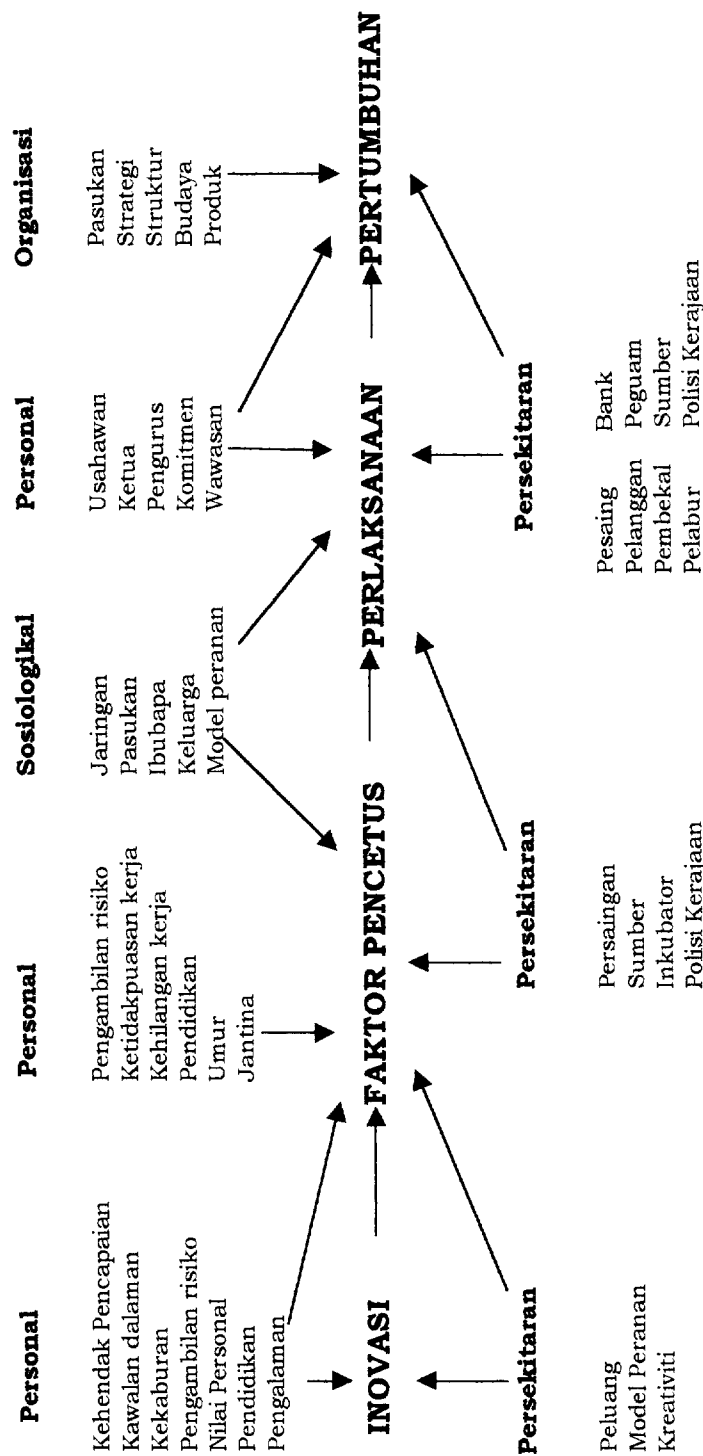 Personal
Kehendak Pencapaian
Kawalan dalaman
Kekaburan
Pengambilan risiko
Nilai Personal
Pendidikan
Pengalaman
Personal
Pengambilan risiko
Ketidakpuasan kerja
Kehilangan kerja
Pendidikan
Umur
Jantina
Sosiologikal
Jaringan
Pasukan
Ibubapa
Keluarga
Model peranan
Personal
Usahawan
Ketua
Pengurus
Komitmen
Wawasan
Organisasi
Pasukan
Strategi
Struktur
Budaya
Produk
INOVASI
FAKTOR PENCETUS
PERLAKSANAAN
PERTUMBUHAN
Persekitaran
Peluang
Model Peranan
Kreativiti
Persekitaran
Persaingan
Sumber
Inkubator
Polisi Kerajaan
Persekitaran
Pesaing
Pelanggan
Pembekal
Pelabur
Bank
Peguam
Sumber
Polisi Kerajaan